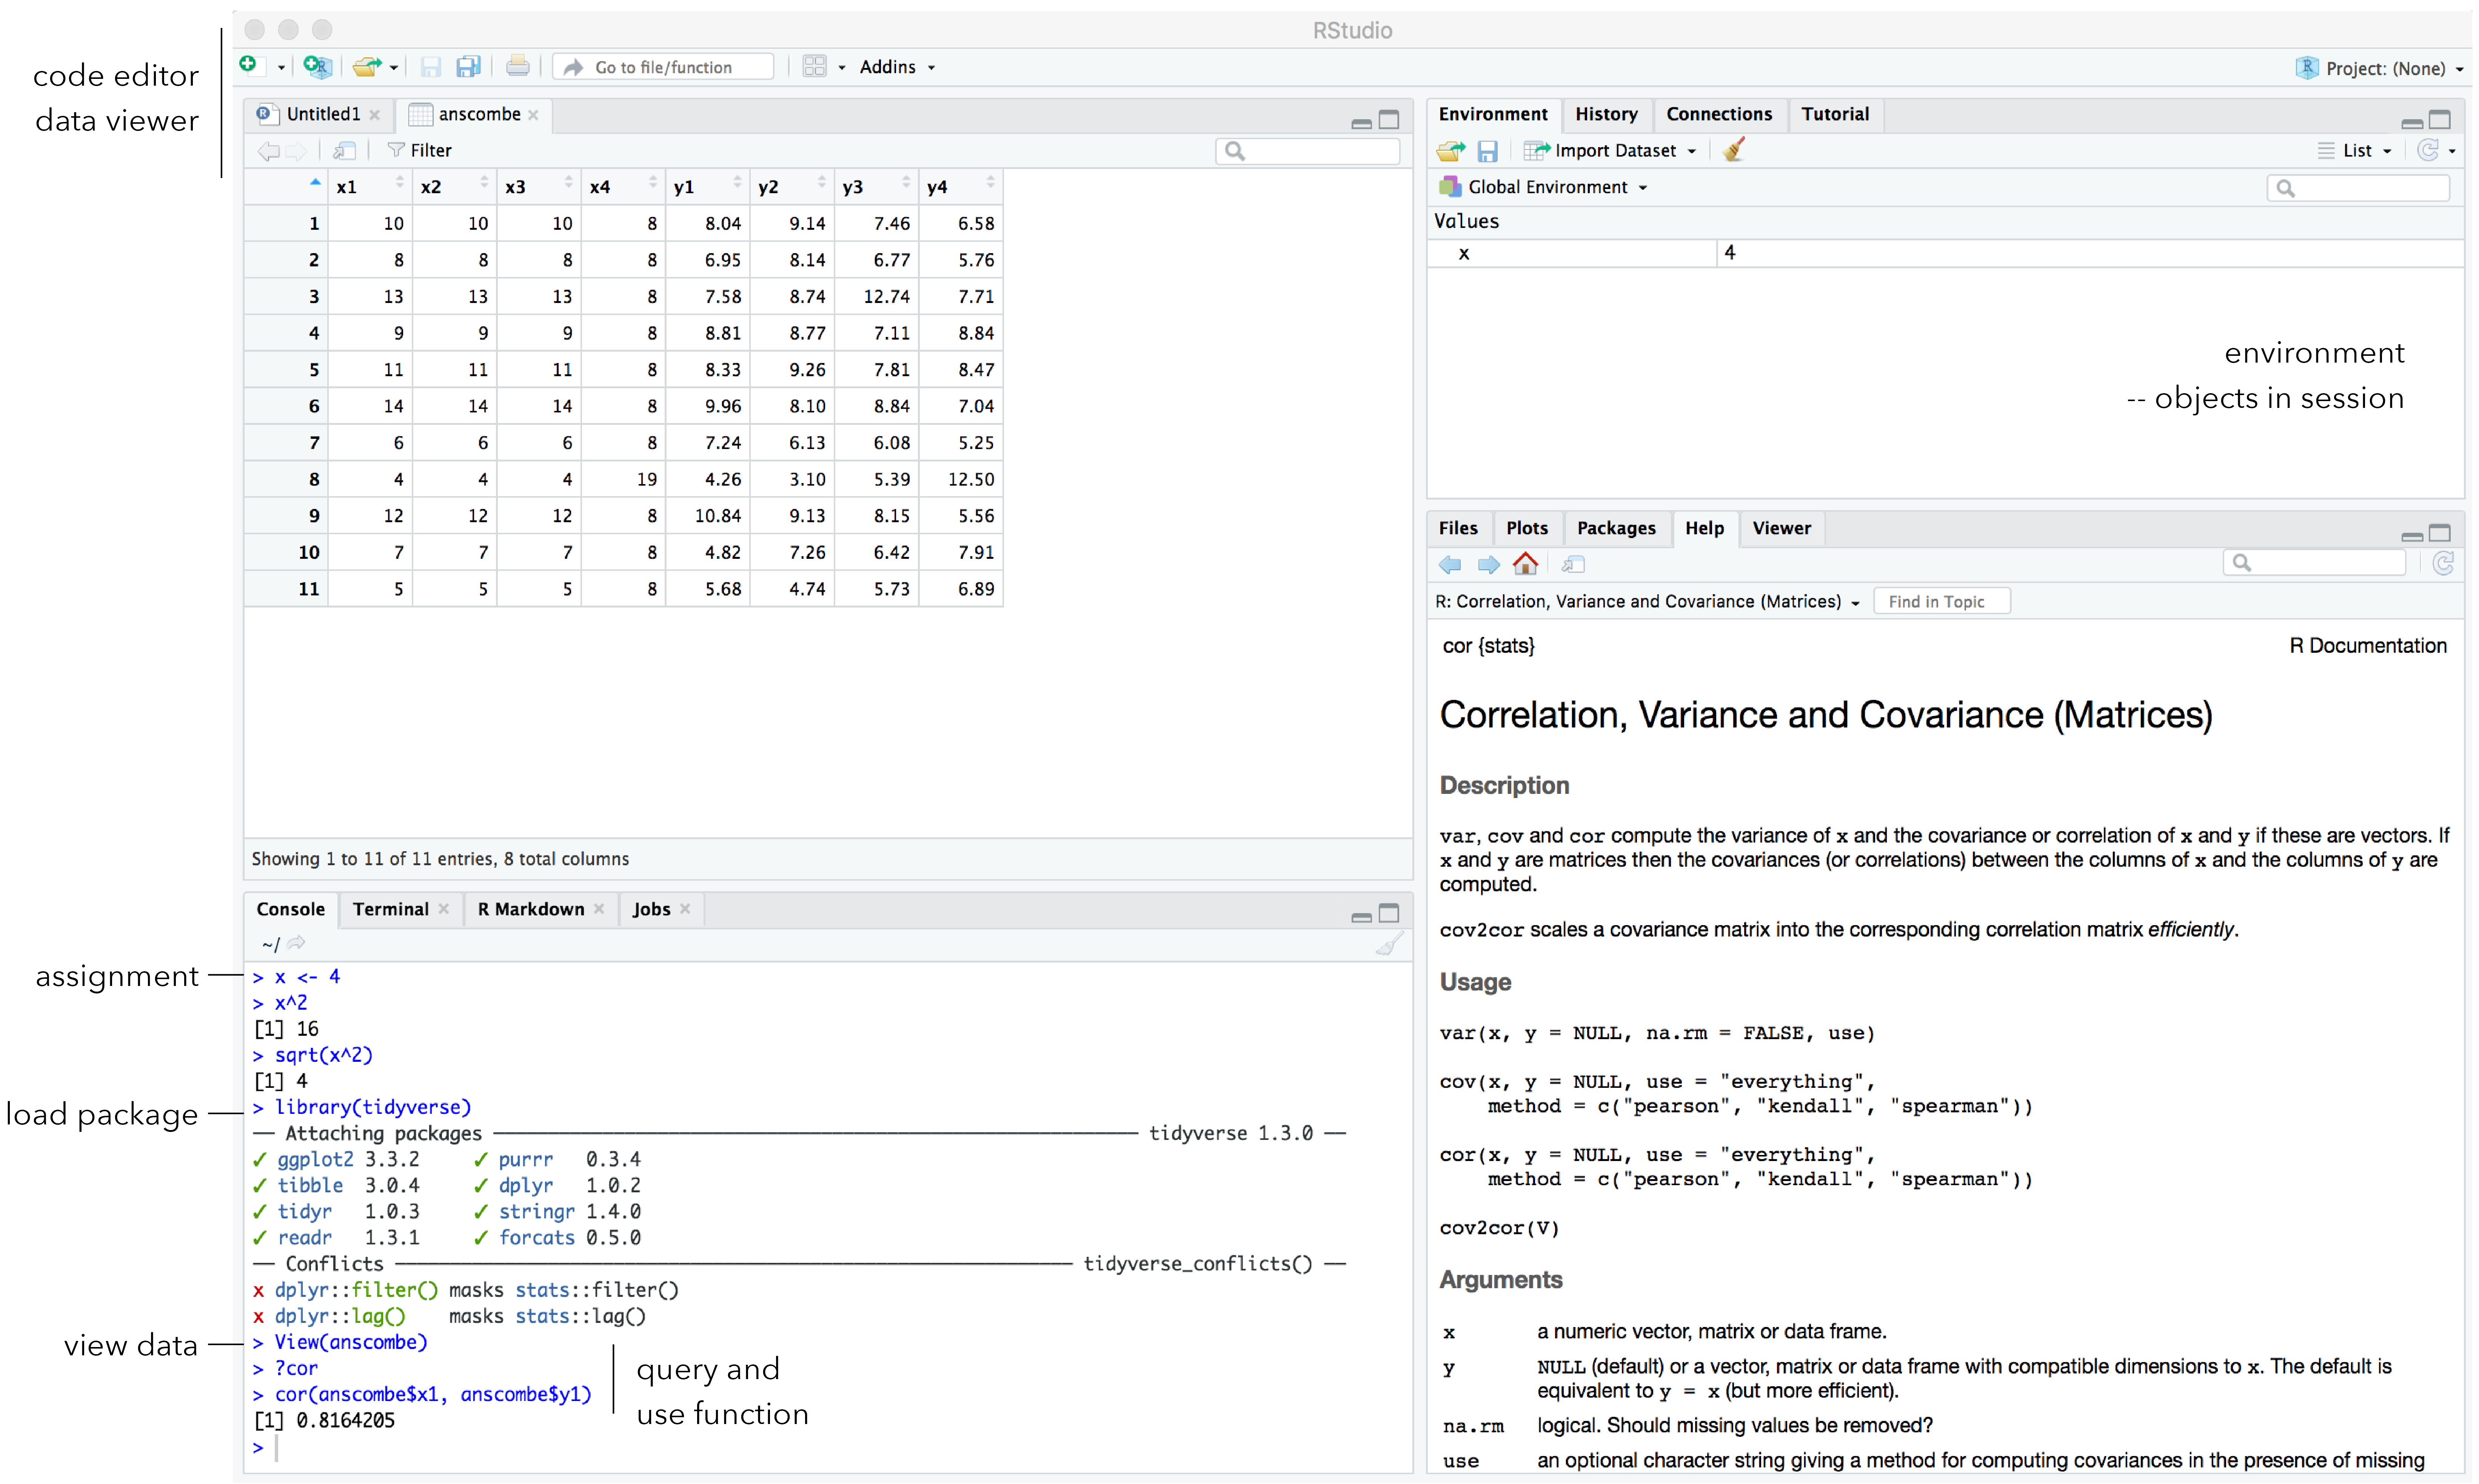 RStudio
code editor
data viewer
Go to file/function
Addins
Project: (None)
Untitled1
anscombe
Filter
x1 x2 x3 x4 y1 y2 y3 y4
1 10 10 10 8 8.04 9.14 7.46 6.58
2 8 8 8 8 6.95 8.14 6.77 5.76
3 13 13 13 8 7.58 8.74 12.74 7.71
4 9 9 9 8 8.81 8.77 7.11 8.84
5 11 11 11 8 8.33 9.26 7.81 8.47
6 14 14 14 8 9.96 8.10 8.84 7.04
7 6 6 6 8 7.24 6.13 6.08 5.25
8 4 4 4 19 4.26 3.10 5.39 12.50
9 12 12 12 8 10.84 9.13 8.15 5.56
10 7 7 7 8 4.82 7.26 6.42 7.91
11 5 5 5 8 5.68 4.74 5.73 6.89
Showing 1 to 11 of 11 entries, 8 total columns
Console Terminal R Markdown Jobs
~/
assignment
> x <- 4
> x^2
[1] 16
> sqrt(x^2)
[1] 4
load package
> library(tidyverse)
── Attaching packages ── tidyverse 1.3.0 ──
✓ ggplot2 3.3.2 ✓ purrr 0.3.4
✓ tibble 3.0.4 ✓ dplyr 1.0.2
✓ tidyr 1.0.3 ✓ stringr 1.4.0
✓ readr 1.3.1 ✓ forcats 0.5.0
── Conflicts ── tidyverse_conflicts() ──
x dplyr::filter() masks stats::filter()
x dplyr::lag() masks stats::lag()
view data
> View(anscombe)
> ?cor
> cor(anscombe$x1, anscombe$y1)
[1] 0.8164205
>
query and
use function
Environment History Connections Tutorial
Import Dataset
List
Global Environment
Values
x 4
environment
-- objects in session
Files Plots Packages Help Viewer
R: Correlation, Variance and Covariance (Matrices)
Find in Topic
cor {stats} R Documentation
Correlation, Variance and Covariance (Matrices)
Description
var, cov and cor compute the variance of x and the covariance or correlation of x and y if these are vectors. If
x and y are matrices then the covariances (or correlations) between the columns of x and the columns of y are
computed.
cov2cor scales a covariance matrix into the corresponding correlation matrix efficiently.
Usage
var(x, y = NULL, na.rm = FALSE, use)
cov(x, y = NULL, use = "everything",
method = c("pearson", "kendall", "spearman"))
cor(x, y = NULL, use = "everything",
method = c("pearson", "kendall", "spearman"))
cov2cor(V)
Arguments
x a numeric vector, matrix or data frame.
y NULL (default) or a vector, matrix or data frame with compatible dimensions to x. The default is
equivalent to y = x (but more efficient).
na.rm logical. Should missing values be removed?
use an optional character string giving a method for computing covariances in the presence of missing